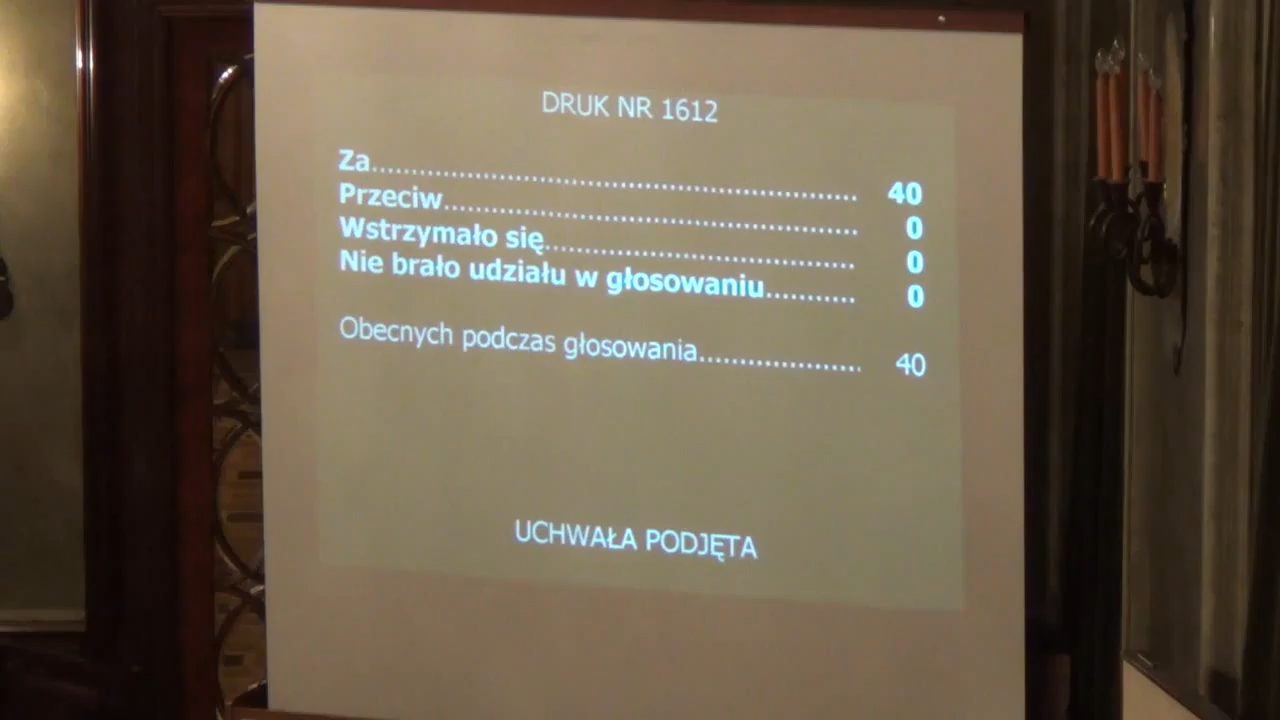 DRUK NR 1612
Za.......................................................... 40
Przeciw.................................................. 0
Wstrzymało się...................................... 0
Nie brało udziału w głosowaniu........... 0
Obecnych podczas głosowania.................... 40
UCHWAŁA PODJĘTA